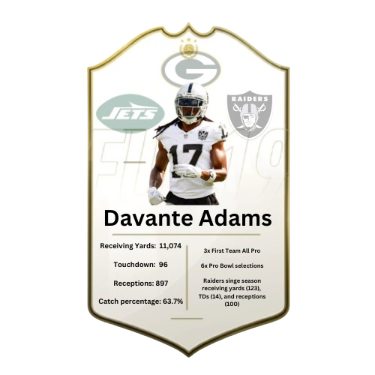 G
JETS
RAIDERS
17
Davante Adams
Receiving Yards: 11,074
Touchdown: 96
Receptions: 897
Catch percentage: 63.7%
3x First Team All Pro
6x Pro Bowl selections
Raiders singe season
receiving yards (123),
TDs (14), and receptions
(100)